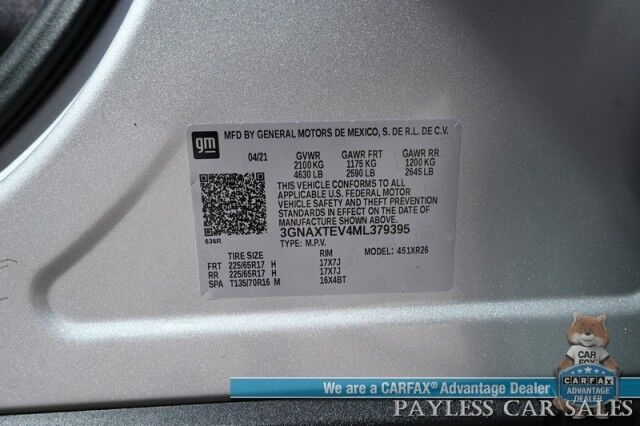 gm
MFD BY GENERAL MOTORS DE MEXICO, S. DE R.L. DE C.V.
04/21 GVWR GAWR FRT GAWR RR
2100 KG 1175 KG 1200 KG
4630 LB 2590 LB 2645 LB
THIS VEHICLE CONFORMS TO ALL
APPLICABLE U.S. FEDERAL MOTOR
VEHICLE SAFETY AND THEFT PREVENTION
STANDARDS IN EFFECT ON THE DATE OF
MANUFACTURE SHOWN ABOVE.
3GNAXTEV4ML379395
636R TYPE: M.P.V. MODEL: 451XR26
TIRE SIZE RIM
FRT 225/65R17 H 17X7J
RR 225/65R17 H 17X7J
SPA T135/70R16 M 16X4BT
CAR
FOX
CARFAX
ADVANTAGE
DEALER
We are a CARFAX® Advantage Dealer
PAYLESS CAR SALES